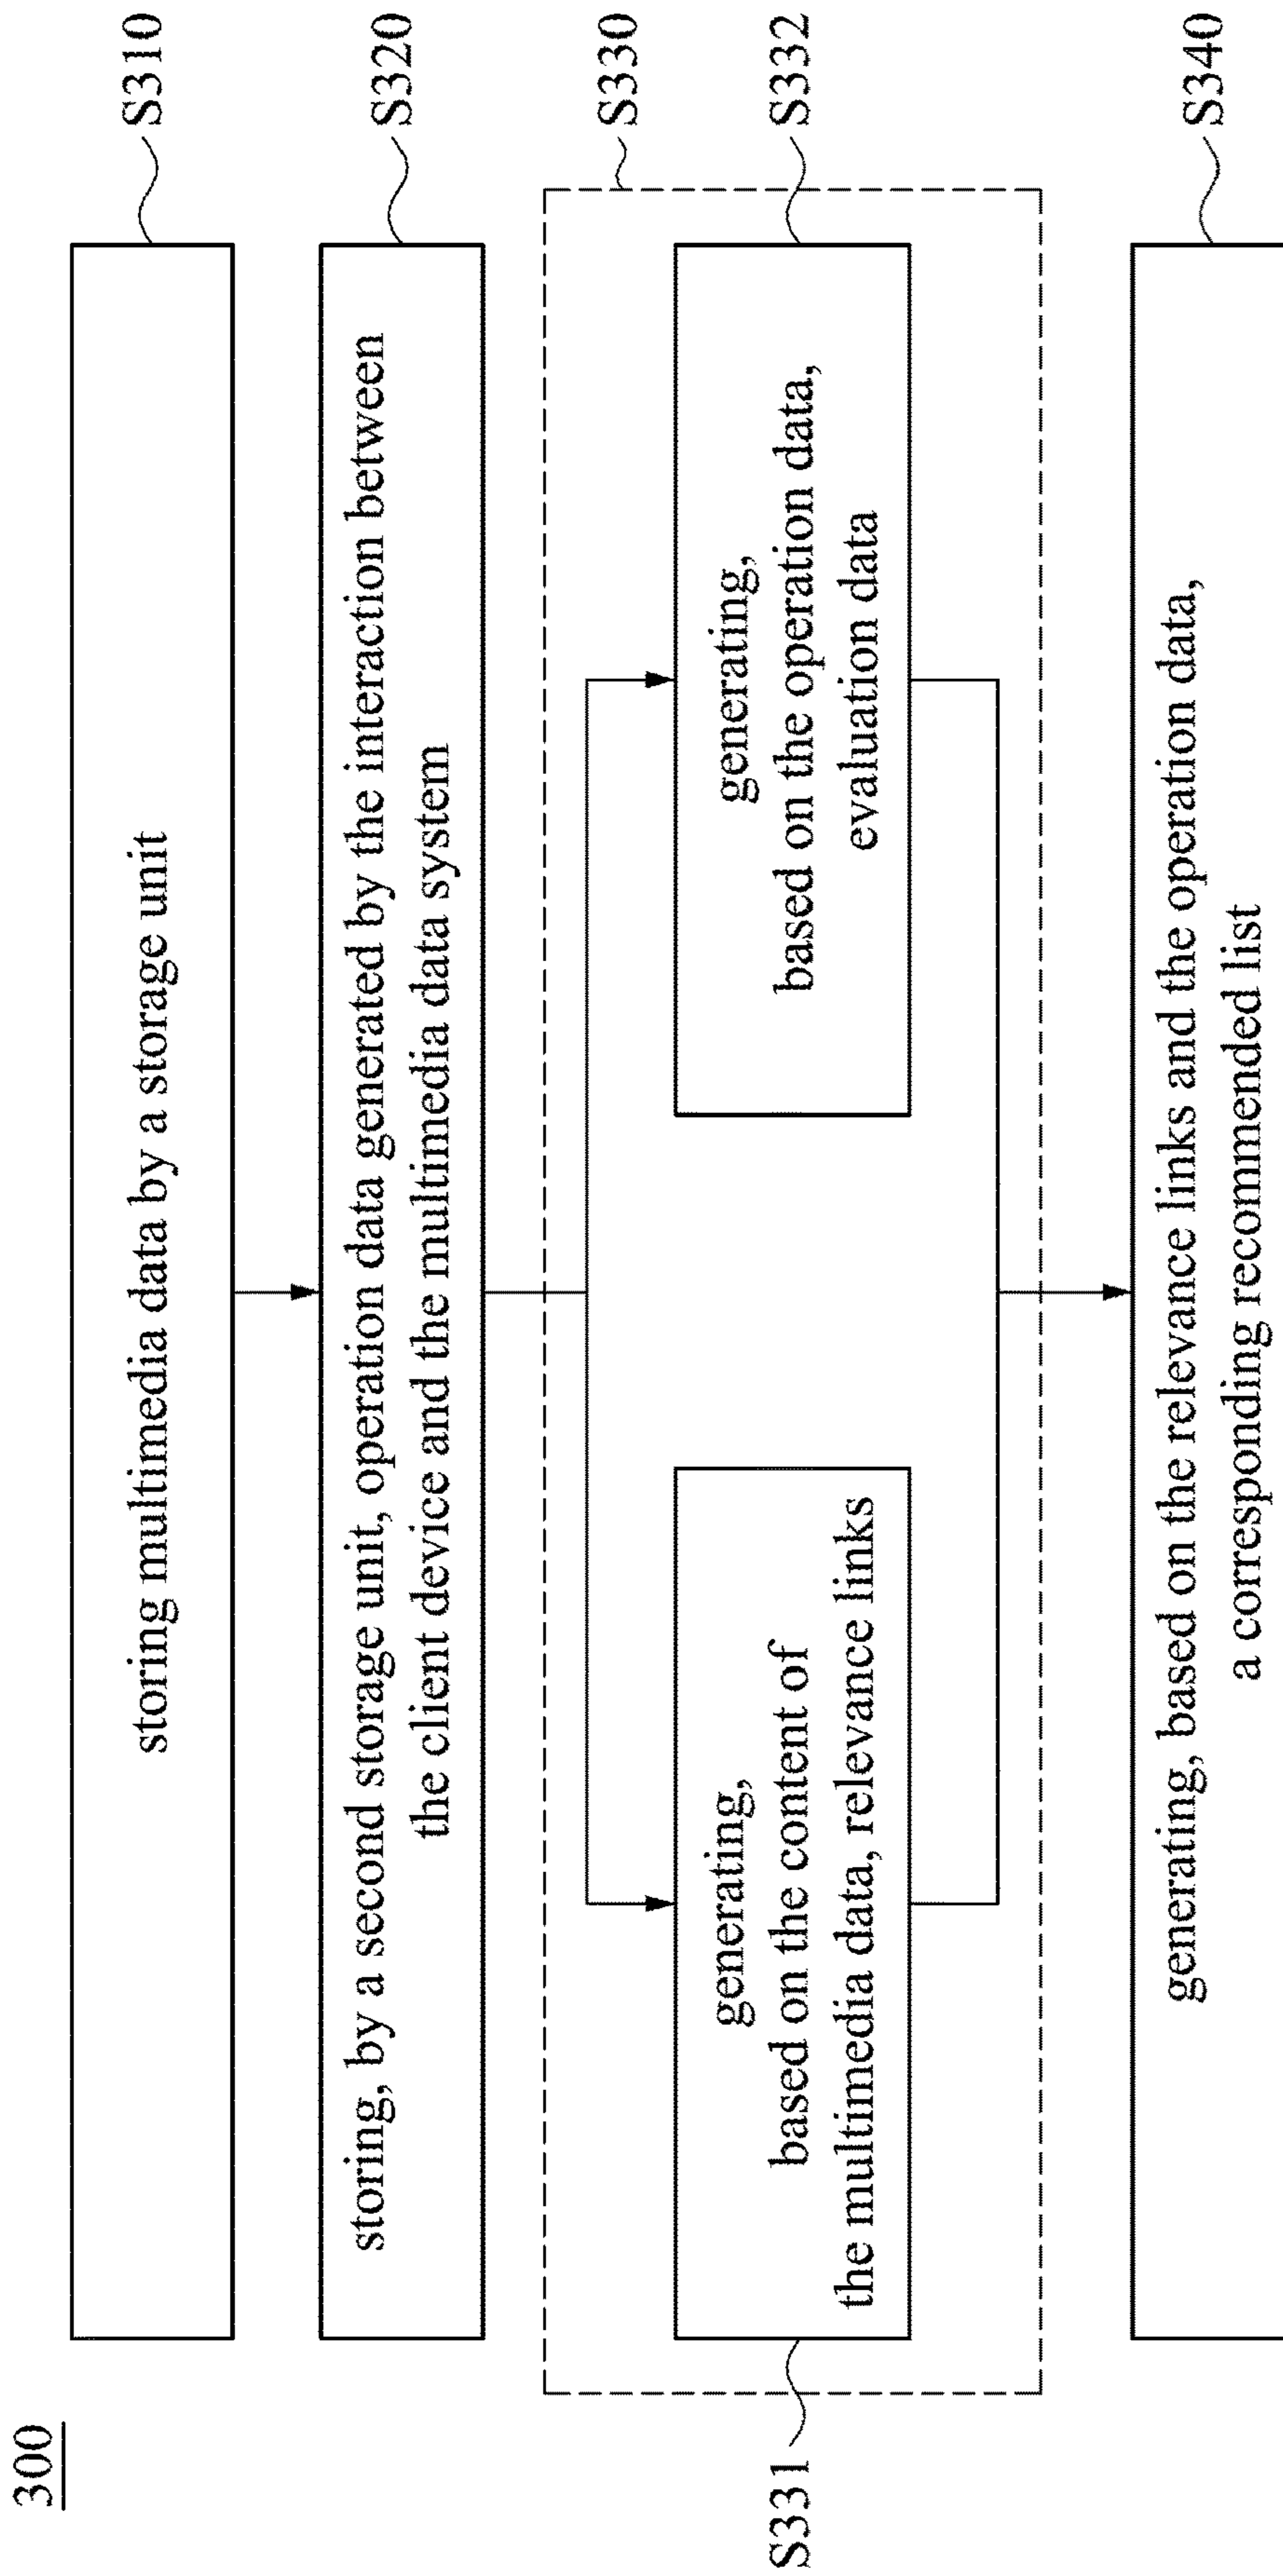 300
storing multimedia data by a storage unit
S310
storing, by a second storage unit, operation data generated by the interaction between
the client device and the multimedia data system
S320
S330
generating,
based on the content of
the multimedia data, relevance links
S331
generating,
based on the operation data,
evaluation data
S332
generating, based on the relevance links and the operation data,
a corresponding recommended list
S340